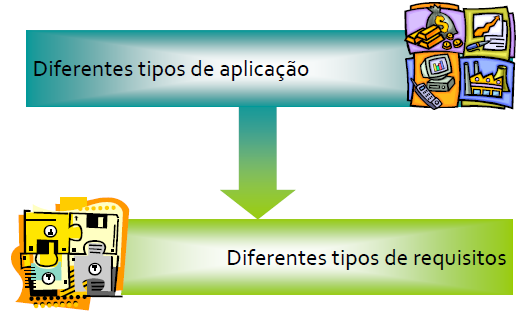 Diferentes tipos de aplicação
Diferentes tipos de requisitos